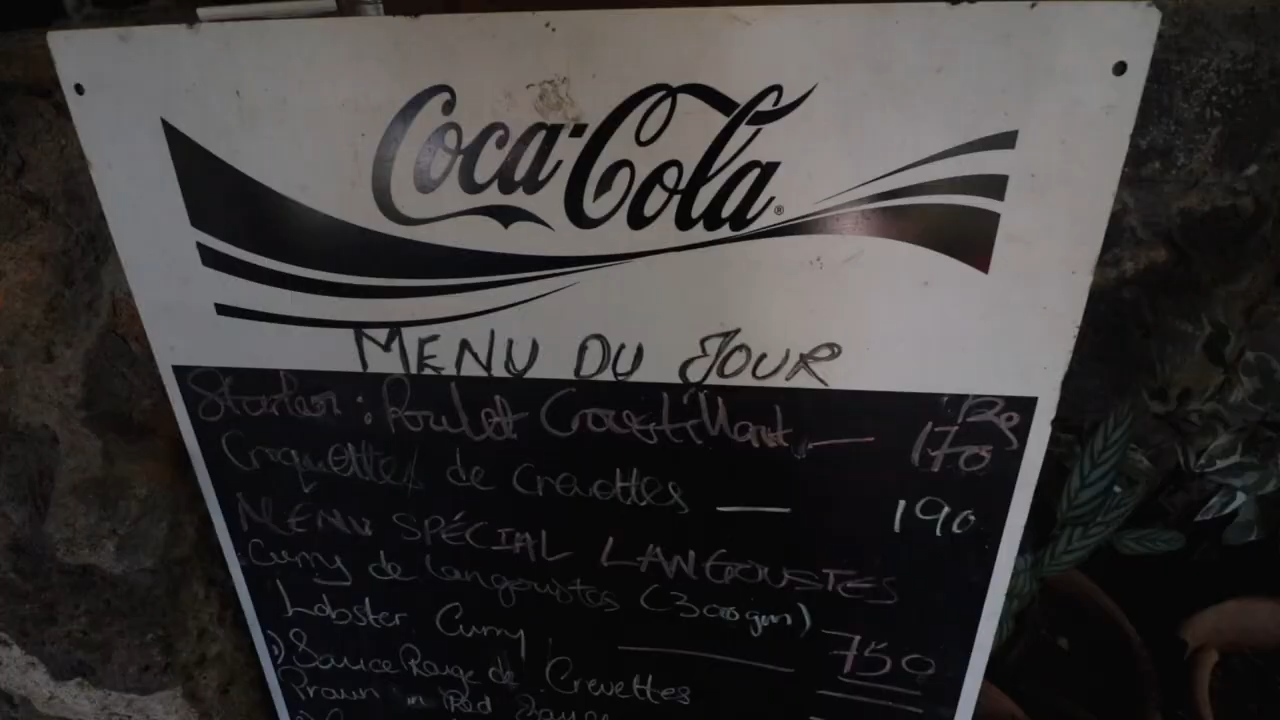 Coca-Cola®
MENU DU JOUR
Rs
Starter: Poulet Croustillant — 170
Croquettes de Crevettes — 190
MENU SPÉCIAL LANGOUSTES
Curry de Langoustes (300gm)
Lobster Curry — 750
Sauce Rouge de Crevettes
Prawn in Red Sauce